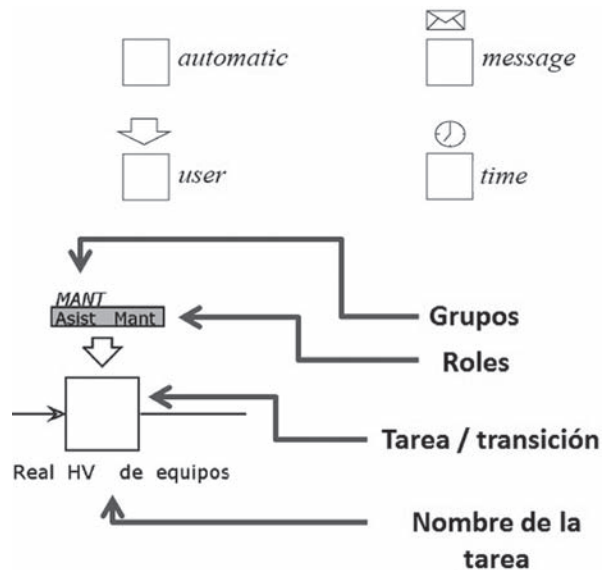 automatic
message
user
time
MANT
Asist Mant
Grupos
Roles
Tarea / transición
Real HV de equipos
Nombre de la
tarea